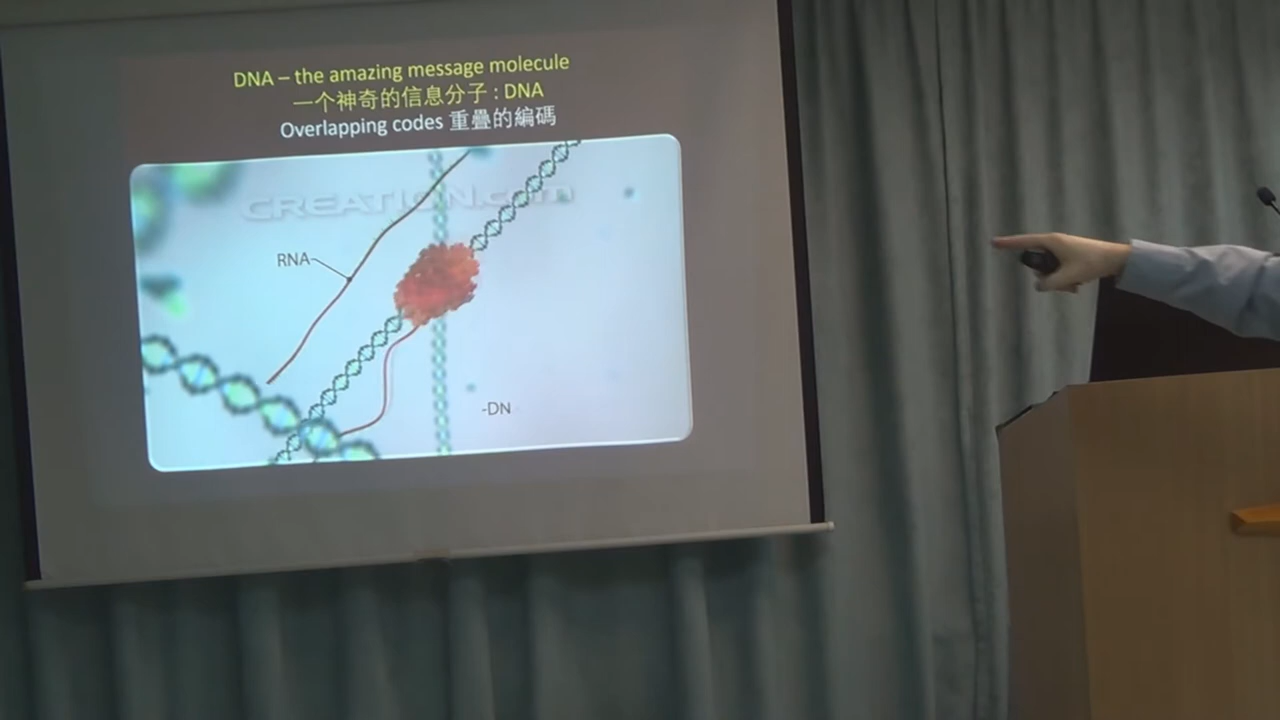 DNA – the amazing message molecule
一个神奇的信息分子 : DNA
Overlapping codes 重疊的編碼
CREATION.com
RNA
-DN